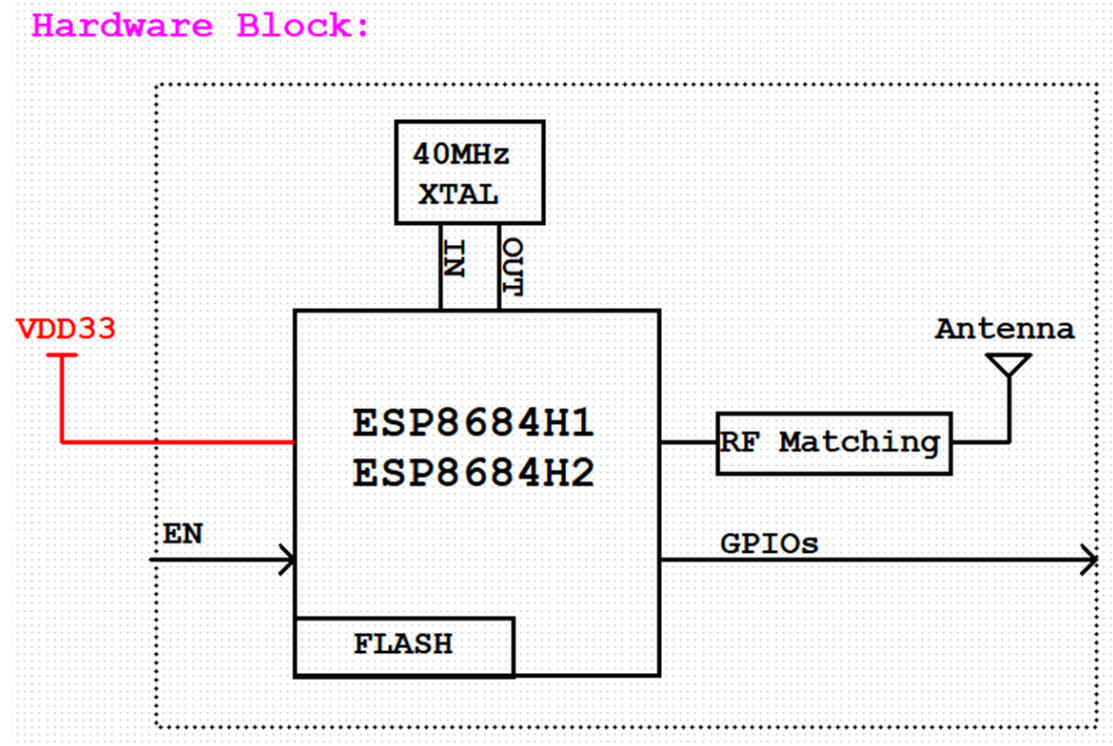 Hardware Block:
40MHz
XTAL
IN
OUT
VDD33
Antenna
ESP8684H1
ESP8684H2
RF Matching
EN
GPIOs
FLASH